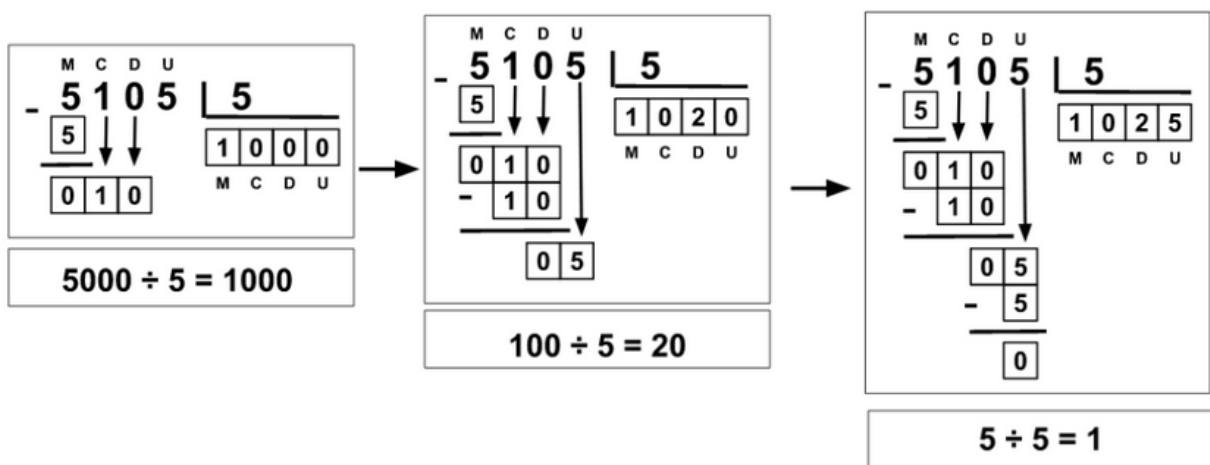 M C D U
- 5 1 0 5 5
5
1 0 0 0
M C D U
0 1 0
5000 ÷ 5 = 1000
M C D U
- 5 1 0 5 5
5
1 0 2 0
M C D U
0 1 0
- 1 0
0 5
100 ÷ 5 = 20
M C D U
- 5 1 0 5 5
5
1 0 2 5
M C D U
0 1 0
- 1 0
0 5
- 5
0
5 ÷ 5 = 1